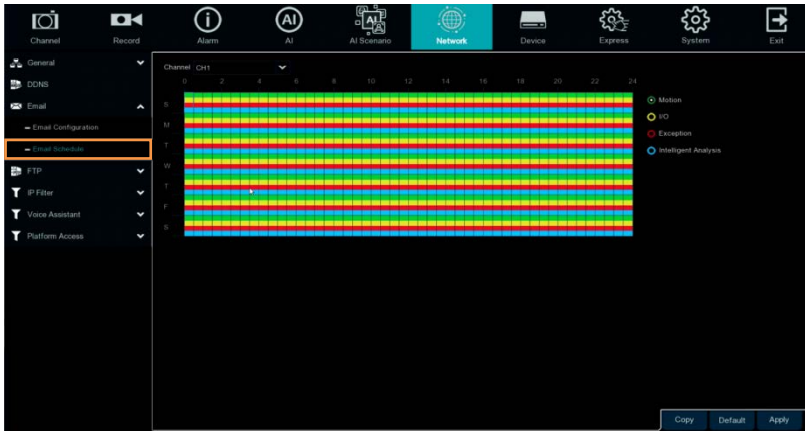 Channel Record Alarm AI AI Scenario Network Device Express System Exit
General
DDNS
Email
Email Configuration
Email Schedule
FTP
IP Filter
Voice Assistant
Platform Access
Channel CH1
0 2 4 6 8 10 12 14 16 18 20 22 24
S
M
T
W
T
F
S
Motion
I/O
Exception
Intelligent Analysis
Copy Default Apply